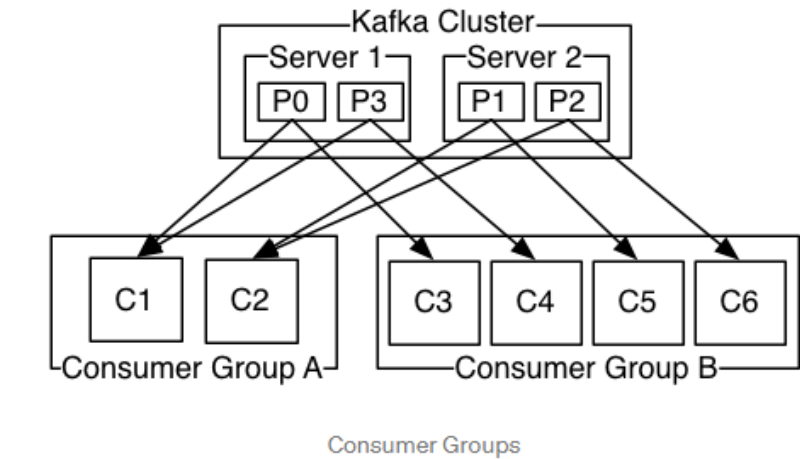 Kafka Cluster
Server 1 Server 2
P0 P3 P1 P2
C1 C2 C3 C4 C5 C6
Consumer Group A Consumer Group B
Consumer Groups